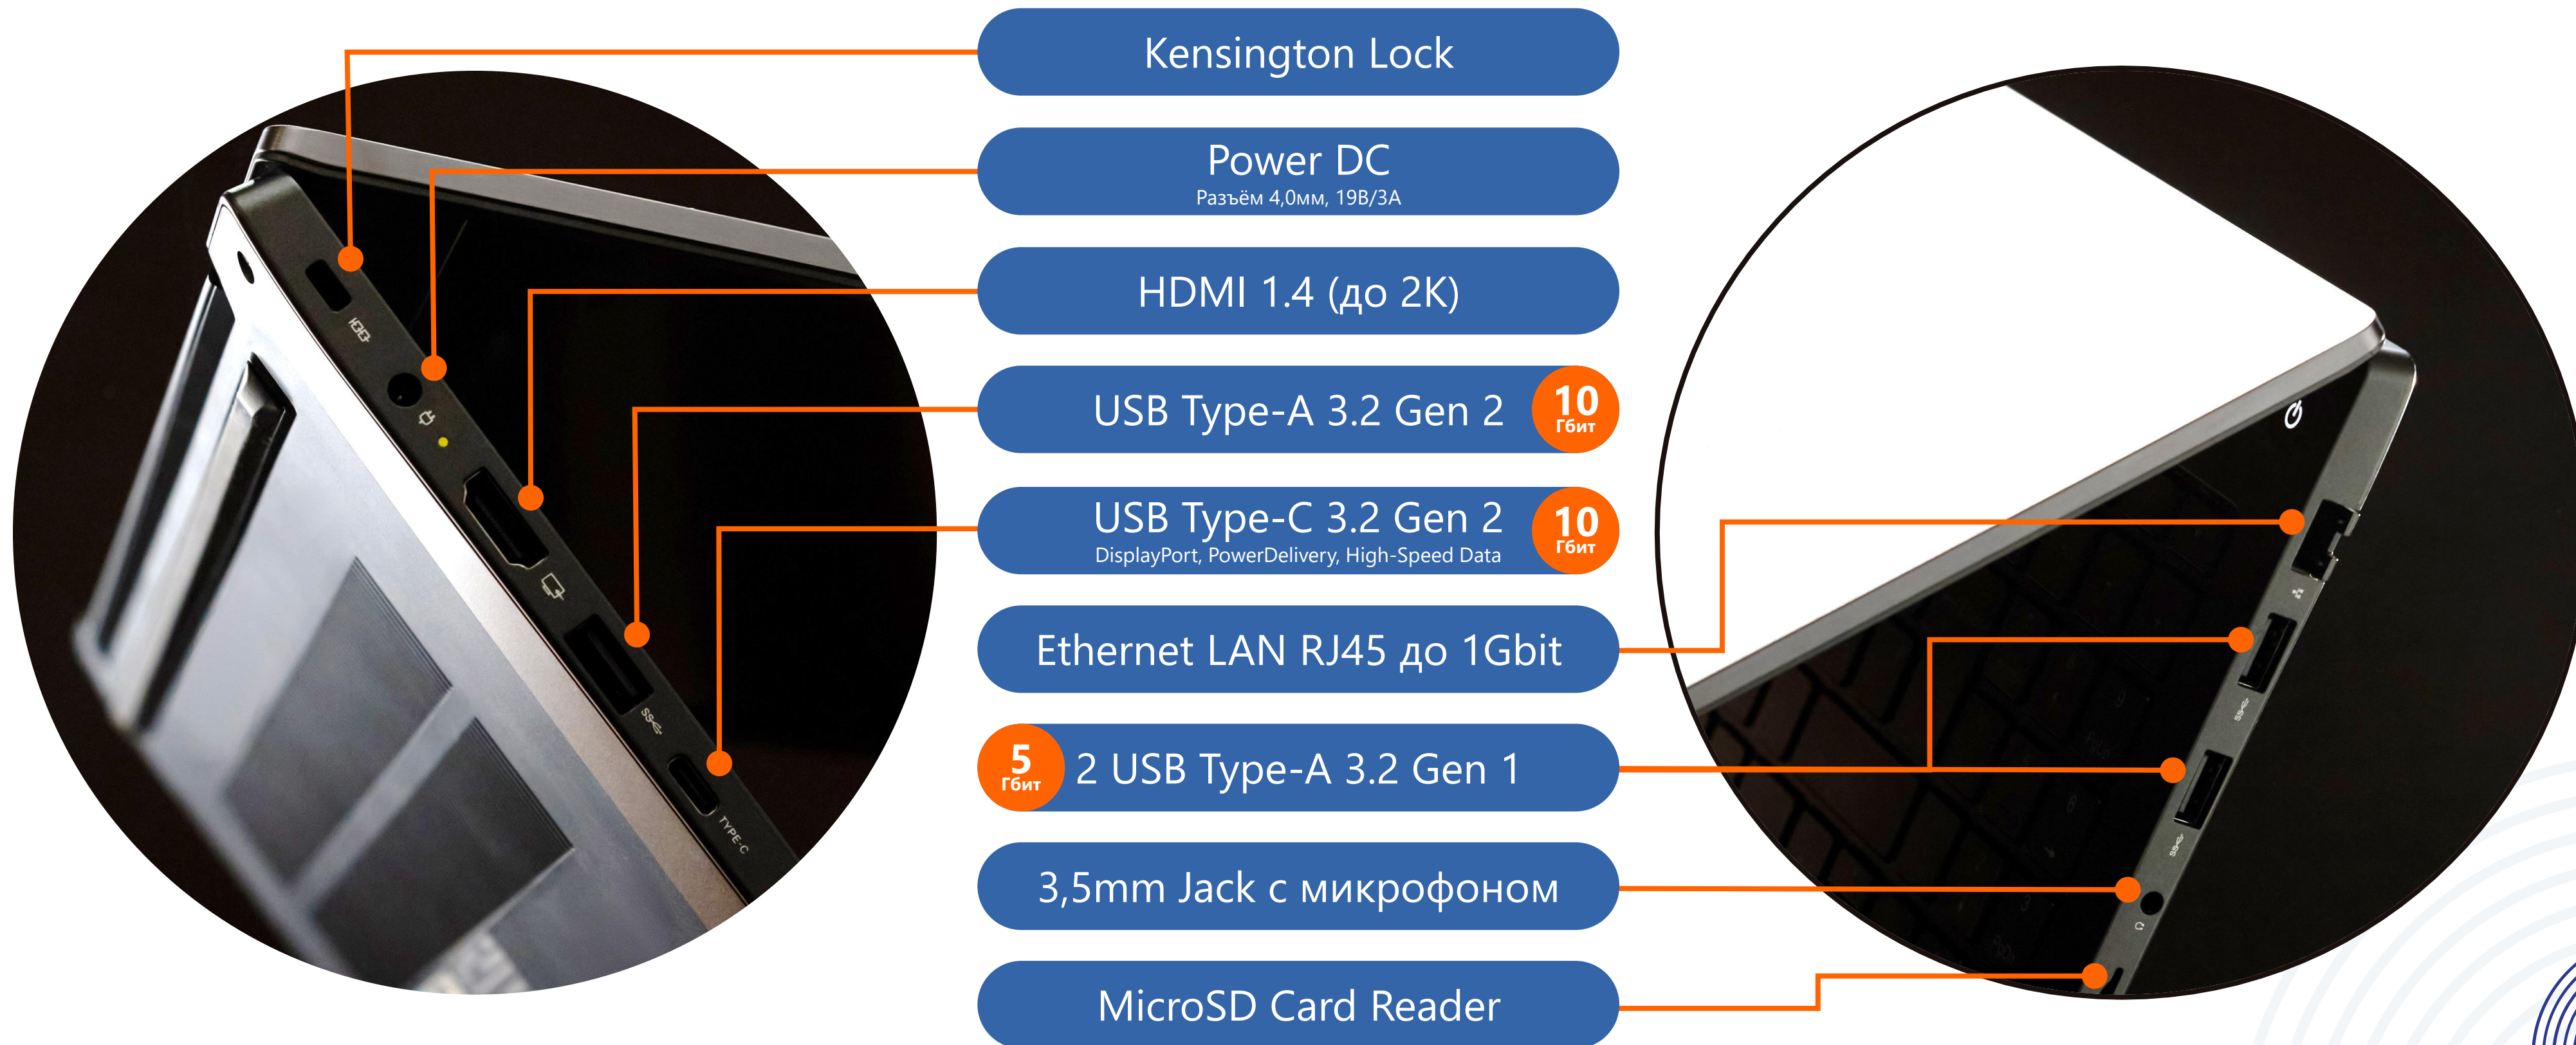 Kensington Lock
Power DC
Разъём 4,0мм, 19В/3А
HDMI 1.4 (до 2К)
USB Type-A 3.2 Gen 2
10
Гбит
USB Type-C 3.2 Gen 2
DisplayPort, PowerDelivery, High-Speed Data
10
Гбит
Ethernet LAN RJ45 до 1Gbit
5
Гбит
2 USB Type-A 3.2 Gen 1
3,5mm Jack с микрофоном
MicroSD Card Reader
TYPE-C